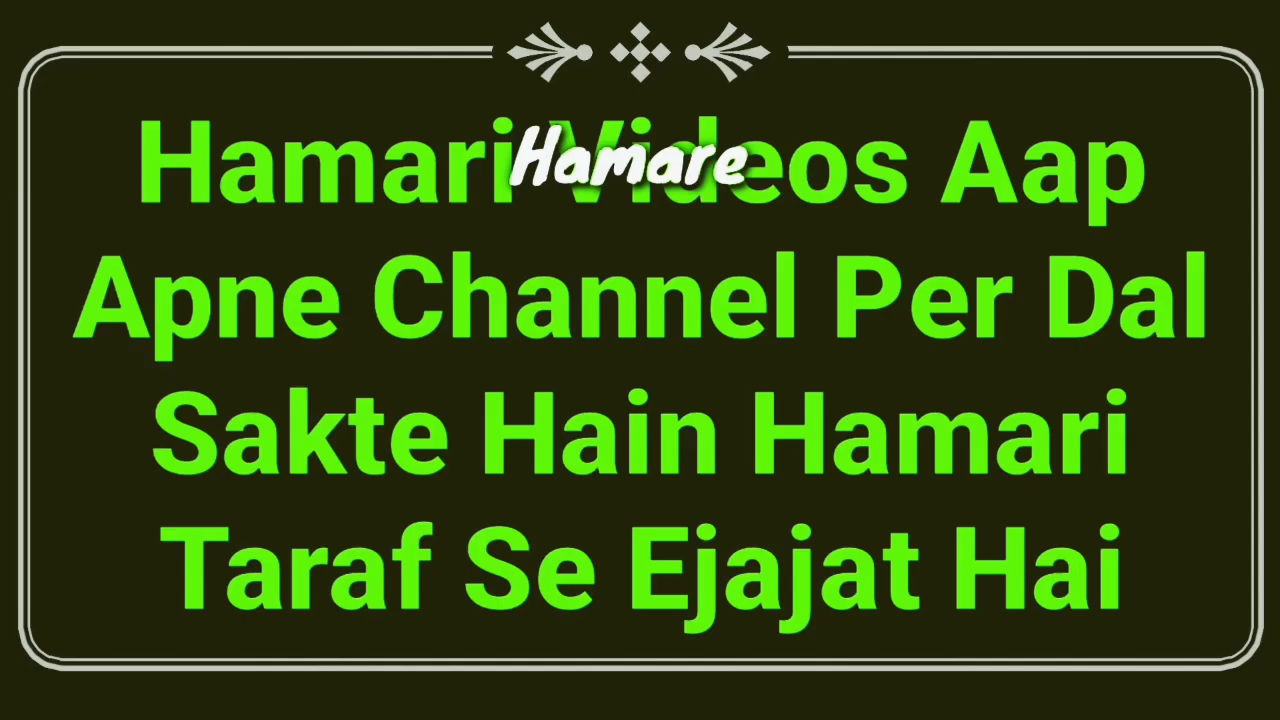 Hamari Videos Aap
Hamare
Apne Channel Per Dal
Sakte Hain Hamari
Taraf Se Ejajat Hai